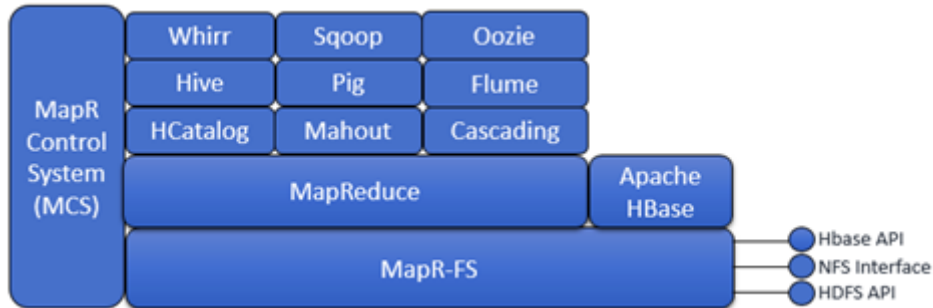 MapR
Control
System
(MCS)
Whirr
Sqoop
Oozie
Hive
Pig
Flume
HCatalog
Mahout
Cascading
MapReduce
Apache
HBase
MapR-FS
Hbase API
NFS Interface
HDFS API